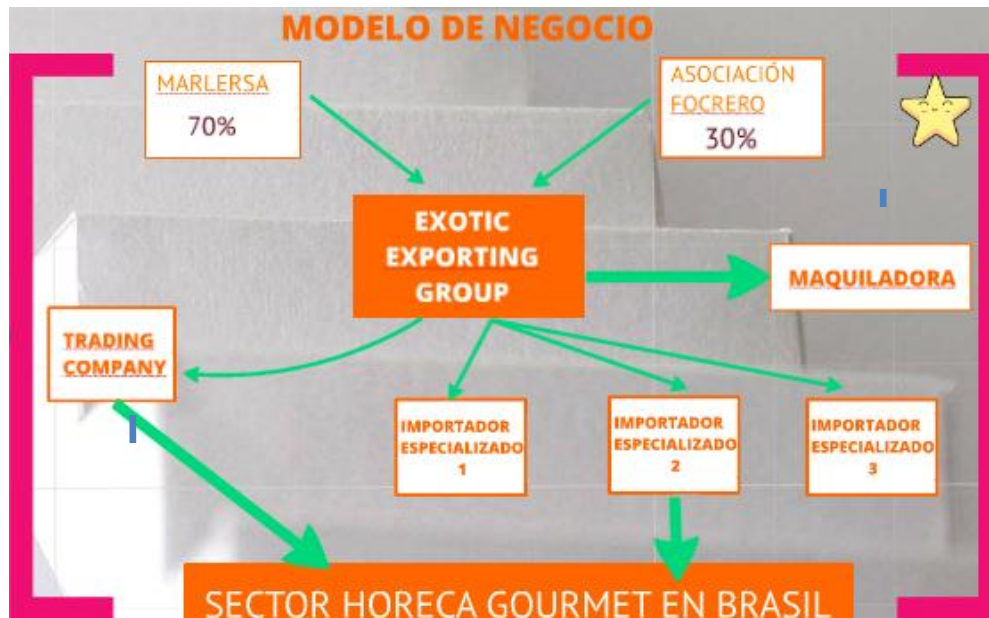 MODELO DE NEGOCIO
MARLERSA
70%
ASOCIACIÓN
FOCRERO
30%
EXOTIC
EXPORTING
GROUP
MAQUILADORA
TRADING
COMPANY
IMPORTADOR
ESPECIALIZADO
1
IMPORTADOR
ESPECIALIZADO
2
IMPORTADOR
ESPECIALIZADO
3
SECTOR HORECA GOURMET EN BRASIL